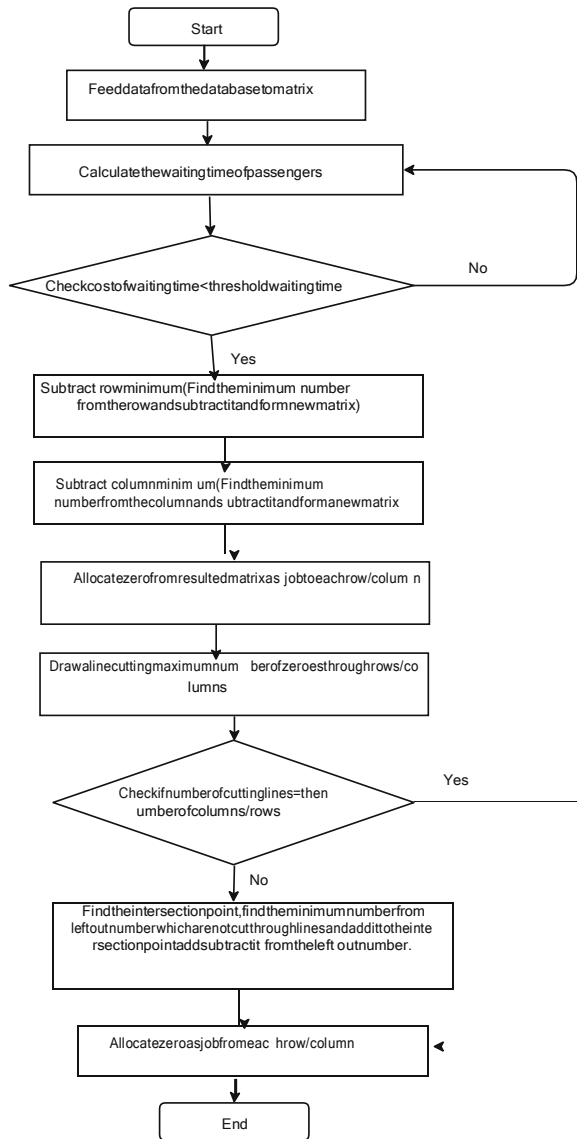 Start
Feeddatafromthedatabasetomatrix
Calculatethewaitingtimeofpassengers
Checkcostofwaitingtime<thresholdwaitingtime
No
Yes
Subtract rowminimum(Findtheminimum number
fromtherowandsubtractitandformnewmatrix)
Subtract columnminim um(Findtheminimum
numberfromthecolumnands ubtractitandformanewmatrix
Allocatezerofromresultedmatrixas jobtoeachrow/colum n
Drawalinecuttingmaximumnum berofzeroesthroughrows/co
lumns
Checkifnumberofcuttinglines=then
umberofcolumns/rows
Yes
No
Findtheintersectionpoint,findtheminimumnumberfrom
leftoutnumberwhicharenotcutthroughlinesandaddittotheinte
rsectionpointaddsubtractit fromtheleft outnumber.
Allocatezeroasjobfromeac hrow/column
End